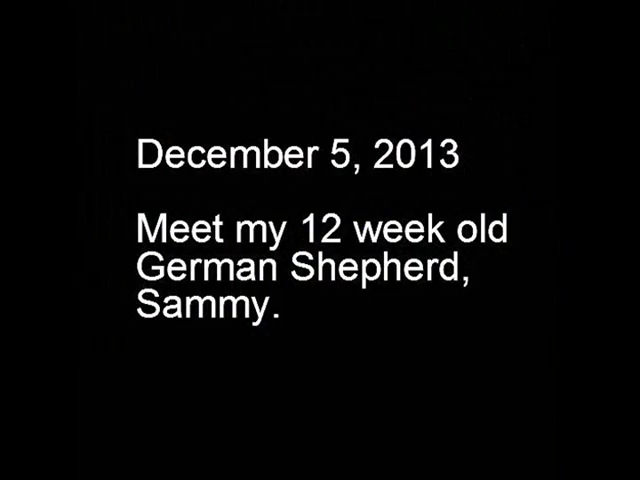 December 5, 2013
Meet my 12 week old
German Shepherd,
Sammy.